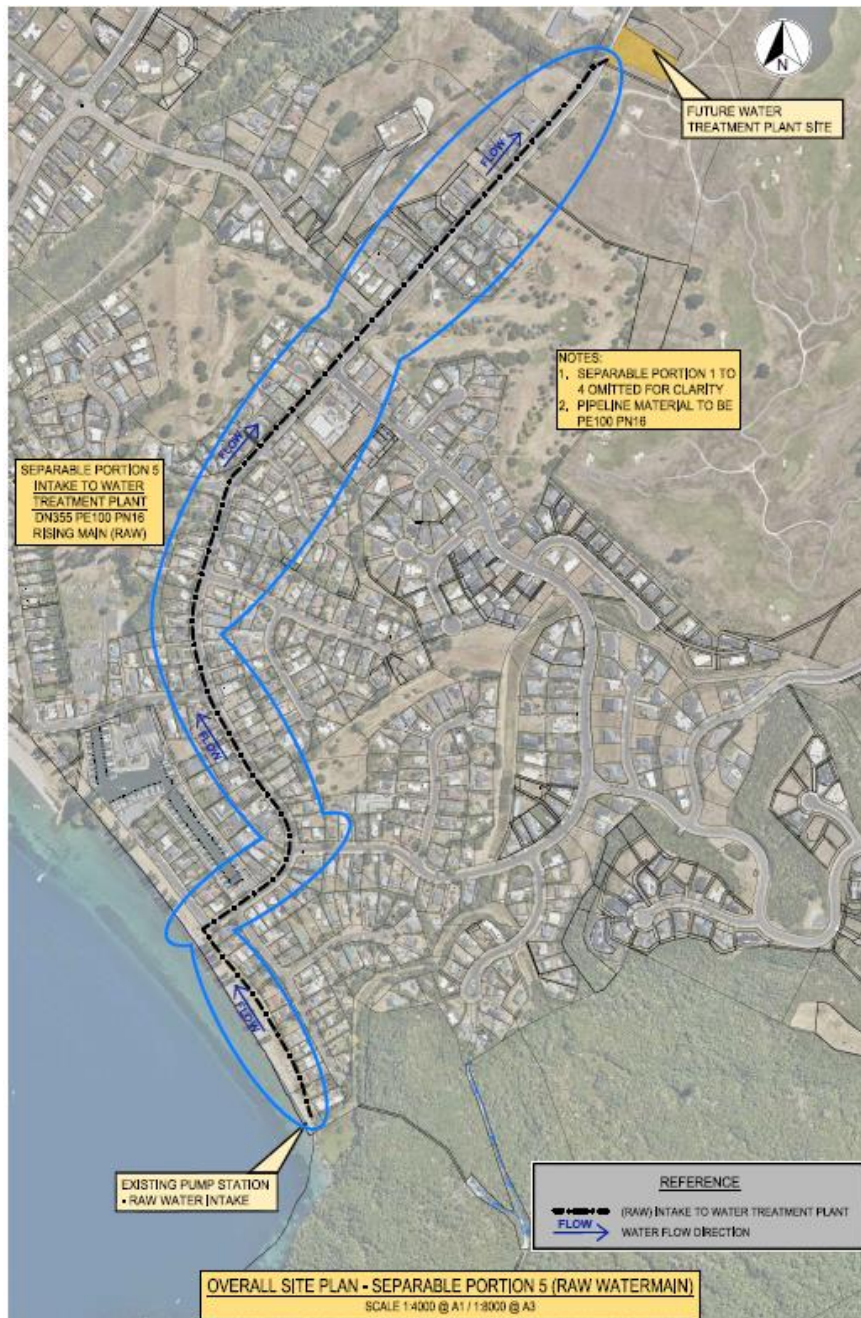 N
FUTURE WATER
TREATMENT PLANT SITE
FLOW
NOTES:
1. SEPARABLE PORTION 1 TO
4 OMITTED FOR CLARITY
2. PIPELINE MATERIAL TO BE
PE100 PN16
FLOW
SEPARABLE PORTION 5
INTAKE TO WATER
TREATMENT PLANT
DN355 PE100 PN16
RISING MAIN (RAW)
FLOW
FLOW
EXISTING PUMP STATION
- RAW WATER INTAKE
REFERENCE
(RAW) INTAKE TO WATER TREATMENT PLANT
FLOW WATER FLOW DIRECTION
OVERALL SITE PLAN - SEPARABLE PORTION 5 (RAW WATERMAIN)
SCALE 1:4000 @ A1 / 1:8000 @ A3